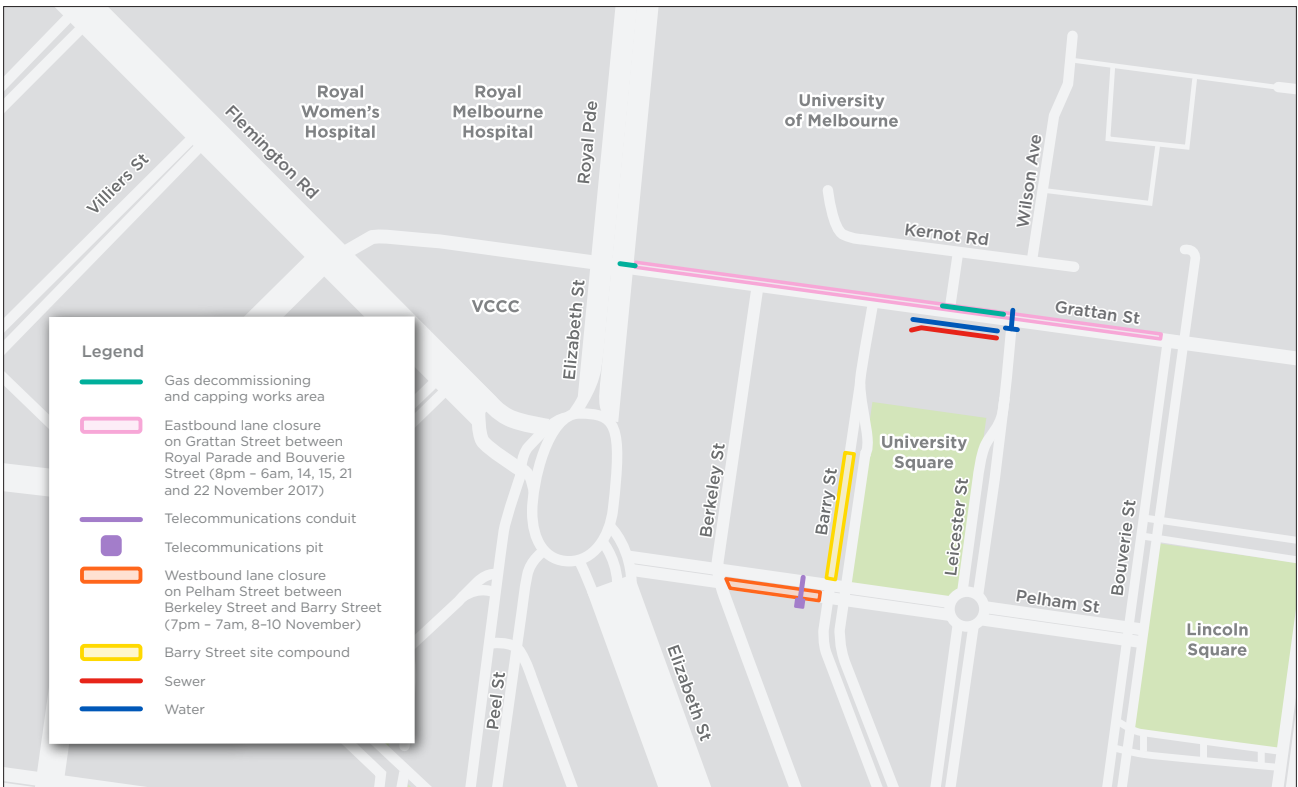 Royal
Women's
Hospital
Royal
Melbourne
Hospital
Royal Pde
University
of Melbourne
Flemington Rd
Villiers St
Wilson Ave
Kernot Rd
VCCC
Elizabeth St
Grattan St
University
Square
Berkeley St
Barry St
Leicester St
Bouverie St
Pelham St
Lincoln
Square
Peel St
Elizabeth St
Legend
Gas decommissioning
and capping works area
Eastbound lane closure
on Grattan Street between
Royal Parade and Bouverie
Street (8pm – 6am, 14, 15, 21
and 22 November 2017)
Telecommunications conduit
Telecommunications pit
Westbound lane closure
on Pelham Street between
Berkeley Street and Barry Street
(7pm – 7am, 8–10 November)
Barry Street site compound
Sewer
Water